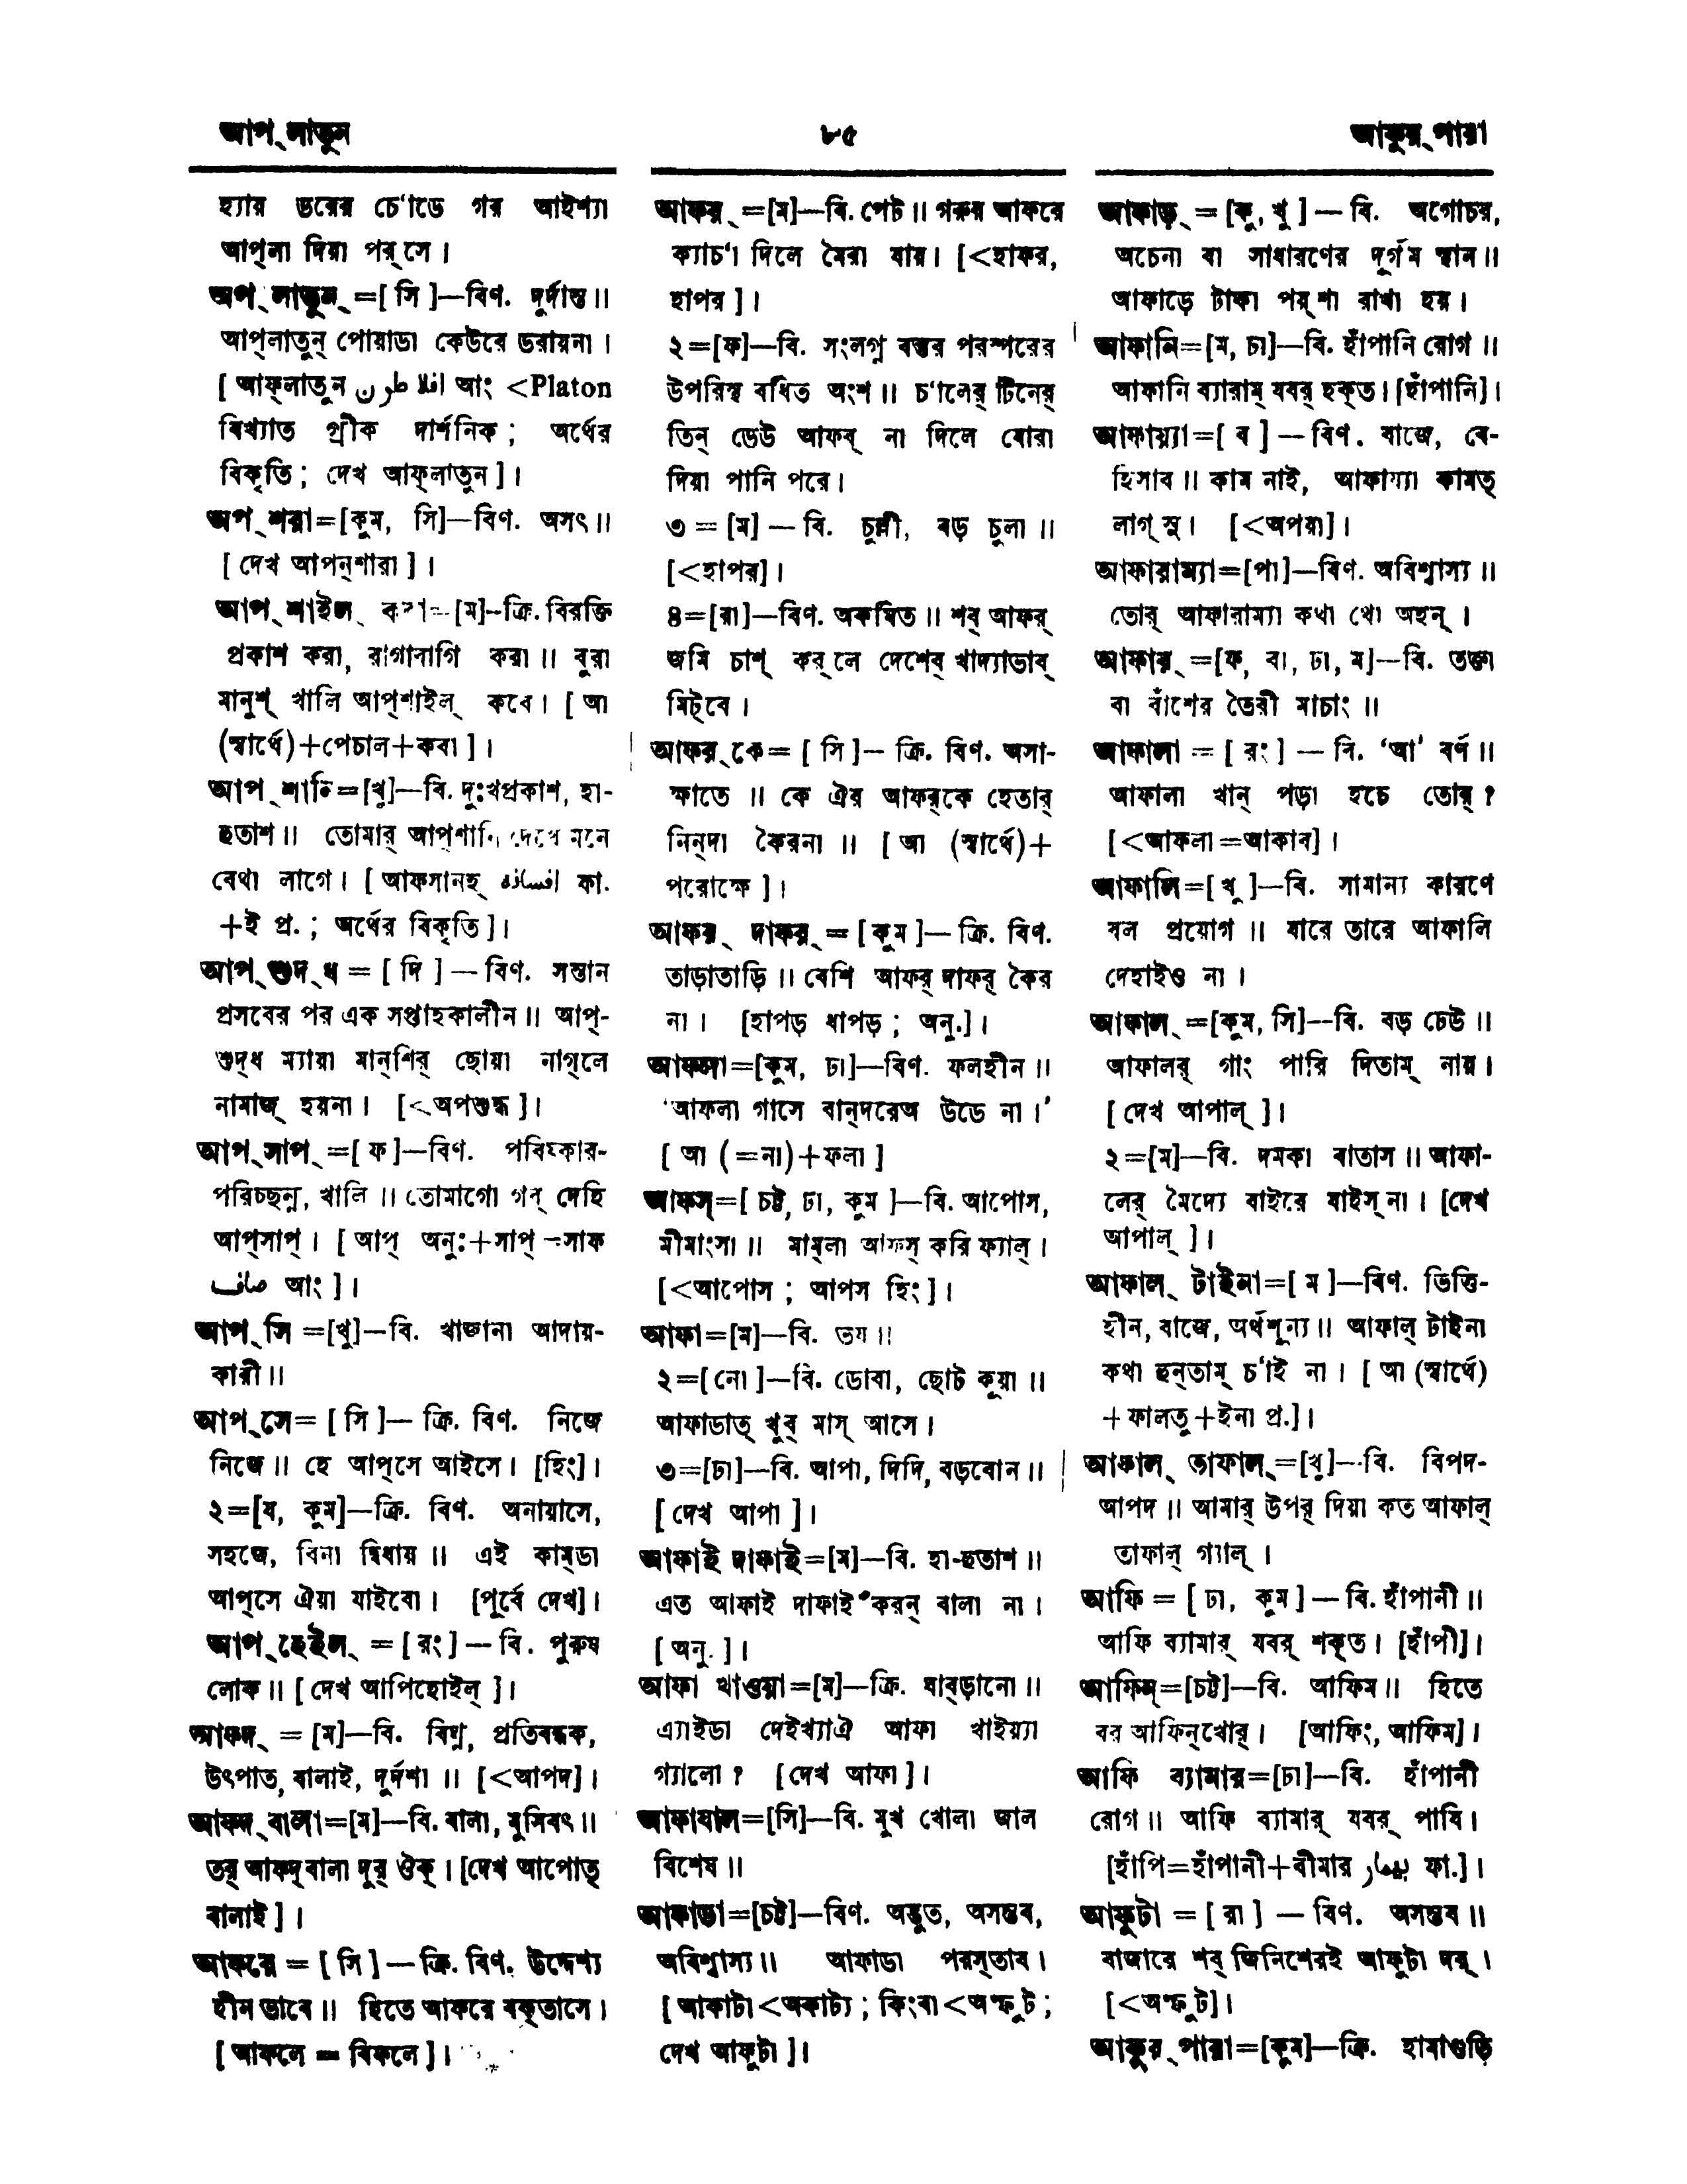 আপ্‌লাতুন
৮৫
আফুর্‌পারা
হ্যায় ডরের চে'াডে গর আইশ্যা
আপ্‌না দিয়া পর্‌সে।
আপ্‌লাতুন্‌=[ সি ]—বিণ. দুর্দান্ত॥
আপ্‌লাতুন্‌ পোয়াডা কেউরে ডরায়না।
[ আফ্‌লাতুন افلاطون আং <Platon
বিখ্যাত গ্রীক দার্শনিক; অর্থের
বিকৃতি; দেখ আফ্‌লাতুন ]।
অপ্‌শরা=[কুম, সি]—বিণ. অসৎ॥
[ দেখ আপন্‌শারা ]।
আপ্‌শাইল্‌ করা—[ম]–ক্রি. বিরক্তি
প্রকাশ করা, রাগারাগি করা॥ বুরা
মানুশ্‌ খালি আপ্‌শাইল্‌ করে। [ আ
(স্বার্থে)+পেচাল+করা ]।
আপ্‌শানি=[খু]—বি. দুঃখপ্রকাশ, হা-
হুতাশ॥ তোমার্‌ আপ্‌শানি দেখে মনে
বেথা লাগে। [ আফসানহ্‌ افسانه ফা.
+ই প্র.; অর্থের বিকৃতি ]।
আপ্‌শুদ্‌ধ = [ দি ] — বিণ. সন্তান
প্রসবের পর এক সপ্তাহকালীন॥ আপ্‌-
শুদ্‌ধ ম্যায়া মান্‌শির্‌ ছোয়া নাগ্‌লে
নামাজ্‌ হয়না। [<অপশুদ্ধ ]।
আপ্‌সাপ্‌=[ ফ ]—বিণ. পরিষ্কার-
পরিচ্ছন্ন, খালি॥ তোমাগো গর্‌ দেহি
আপ্‌সাপ্‌। [ আপ্‌ অনু:+সাপ্‌=সাফ
صاف আং ]।
আপ্‌সি =[খু]—বি. খাজানা আদায়-
কারী॥
আপ্‌সে= [ সি ]— ক্রি. বিণ. নিজে
নিজে॥ হে আপ্‌সে আইসে। [হিং]।
২=[য, কুম]—ক্রি. বিণ. অনায়াসে,
সহজে, বিনা দ্বিধায়॥ এই কাম্‌ডা
আপ্‌সে ঐয়া যাইবো। [পূর্বে দেখ]।
আপ্‌হেইল্‌ = [ রং ] — বি. পুরুষ
লোক॥ [ দেখ আপিহোইল্‌ ]।
আফদ্‌ = [ম]—বি. বিঘ্ন, প্রতিবন্ধক,
উৎপাত, বালাই, দুর্দশা॥ [<আপদ]।
আফদ্‌বালা=[ম]—বি. বালা, মুসিবৎ॥
তর্‌ আফদ্‌বালা দুর্‌ ঔক্‌। [দেখ আপোত্‌
বালাই ]।
আফরে = [ সি ] — ক্রি. বিণ. উদ্দেশ্য
হীন ভাবে॥ হিতে আফরে বক্‌তাসে।
[ আফলে = বিফলে ]।
আফর্‌ =[ম]—বি. পেট॥ গরুর আফরে
ক্যাচ'া দিলে মৈরা যায়। [<হাফর,
হাপর ]।
২=[ফ]—বি. সংলগ্ন বস্তুর পরস্পরের
উপরিস্থ বধিত অংশ॥ চ'ালের্‌ টিনের্‌
তিন্‌ ডেউ আফর্‌ না দিলে বোরা
দিয়া পানি পরে।
৩ = [ম] — বি. চুল্লী, বড় চুলা॥
[<হাপর]।
৪=[রা]—বিণ. অকর্ষিত॥ শব্‌ আফর্‌
জমি চাশ্‌ কর্‌লে দেশের্‌ খাদ্যাভাব্‌
মিট্‌বে।
আফর্‌কে= [ সি ]— ক্রি. বিণ. অসা-
ক্ষাতে॥ কে ঐর আফর্‌কে হেতার্‌
নিন্‌দা কৈরনা॥ [ আ (স্বার্থে)+
পরোক্ষে ]।
আফর্‌ দাফর্‌ = [ কুম ]— ক্রি. বিণ.
তাড়াতাড়ি॥ বেশি আফর্‌ দাফর্‌ কৈর
না। [হাপড় ধাপড়; অনু.]।
আফলা=[কুম, ঢা]—বিণ. ফলহীন॥
'আফলা গাসে বান্‌দরেঅ উডে না।'
[ আ (=না)+ফলা ]
আফস্‌=[ চট্ট, ঢা, কুম ]—বি. আপোস,
মীমাংসা॥ মাম্‌লা আফস্‌ করি ফ্যাল্‌।
[<আপোস; আপস হিং]।
আফা=[ম]—বি. ভয়॥
২=[ নো ]—বি. ডোবা, ছোট কূয়া॥
আফাডাত্‌ খুব্‌ মাস্‌ আসে।
৩=[ঢা]—বি. আপা, দিদি, বড়বোন॥
[ দেখ আপা ]।
আফাই দাফাই=[ম]—বি. হা-হুতাশ॥
এত আফাই দাফাই করন্‌ বালা না।
[ অনু. ]।
আফা খাওয়া=[ম]—ক্রি. ঘাব্‌ড়ানো॥
এ্যাইডা দেইখ্যাঐ আফা খাইয়্যা
গ্যালো? [ দেখ আফা ]।
আফাযাল=[সি]—বি. মুখ খোলা জাল
বিশেষ॥
আফাডা=[চট্ট]—বিণ. অদ্ভুত, অসম্ভব,
অবিশ্বাস্য॥ আফাডা পরস্‌তাব।
[ আকাটা<অকাট্য; কিংবা<অস্ফুট;
দেখ আফুটা ]।
আফাড়্‌ = [ কু, খু ] — বি. অগোচর,
অচেনা বা সাধারণের দুর্গম স্থান॥
আফাড়ে টাকা পর্‌শা রাখা হয়।
আফানি=[ম, চা]—বি. হাঁপানি রোগ॥
আফানি ব্যারাম্‌ যবর্‌ হক্‌ত। [হাঁপানি]।
আফায়্যা=[ ব ] — বিণ. বাজে, বে-
হিসাব॥ কাম নাই, আফায়্যা কামত্‌
লাগ্‌সু। [<অপয়া]।
আফারাম্যা=[পা]—বিণ. অবিশ্বাস্য॥
তোর্‌ আফারাম্যা কথা থো অহন্‌।
আফার্‌ =[ফ, বা, ঢা, ম]—বি. তক্তা
বা বাঁশের তৈরী মাচাং॥
আফালা = [ রং ] — বি. 'আ' বর্ণ॥
আফালা খান্‌ পড়া হচে তোর্‌?
[<আফলা=আকার]।
আফালি=[ খু ]—বি. সামান্য কারণে
বল প্রয়োগ॥ যারে তারে আফালি
দেহাইও না।
আফাল্‌ =[কুম, সি]—বি. বড় ঢেউ॥
আফালর্‌ গাং পারি দিতাম্‌ নায়।
[ দেখ আপাল্‌ ]।
২=[ম]—বি. দমকা বাতাস॥ আফা-
লের্‌ মৈদ্যে বাইরে যাইস্‌না। [দেখ
আপাল্‌ ]।
আফাল্‌ টাইনা=[ ম ]—বিণ. ভিত্তি-
হীন, বাজে, অর্থশূন্য॥ আফাল্‌ টাইনা
কথা হুন্‌তাম্‌ চ'াই না। [ আ (স্বার্থে)
+ফালতু+ইনা প্র.]।
আফাল্‌ তাফাল্‌=[খু]—বি. বিপদ-
আপদ॥ আমার্‌ উপর্‌ দিয়া কত আফাল্‌
তাফাল্‌ গ্যাল্‌।
আফি = [ ঢা, কুম ] — বি. হাঁপানী॥
আফি ব্যামার্‌ যবর্‌ শক্‌ত। [হাঁপী]।
আফিন্‌=[চট্ট]—বি. আফিম॥ হিতে
বর আফিন্‌খোর্‌। [আফিং, আফিম]।
আফি ব্যামার=[ঢা]—বি. হাঁপানী
রোগ॥ আফি ব্যামার্‌ যবর্‌ পাযি।
[হাঁপি=হাঁপানী+বীমার بیمار ফা.]।
আফুটা = [ রা ] — বিণ. অসম্ভব॥
বাজারে শব্‌ জিনিশেরই আফুটা দর্‌।
[<অস্ফুট]।
আফুর্‌পারা=[কুম]—ক্রি. হামাগুড়ি